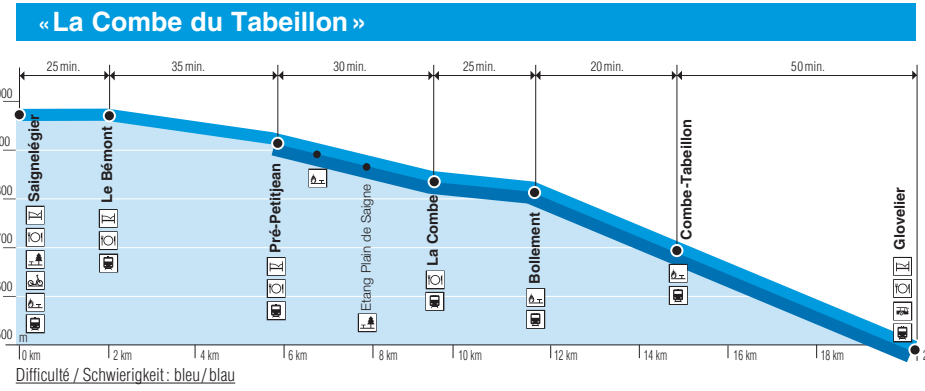 «La Combe du Tabeillon»
25 min. 35 min. 30 min. 25 min. 20 min. 50 min.
Saignelégier
Le Bémont
Pré-Petitjean
Etang Plain de Saigne
La Combe
Bollement
Combe-Tabeillon
Glovelier
m
0 km 2 km 4 km 6 km 8 km 10 km 12 km 14 km 16 km 18 km
Difficulté / Schwierigkeit: bleu/blau